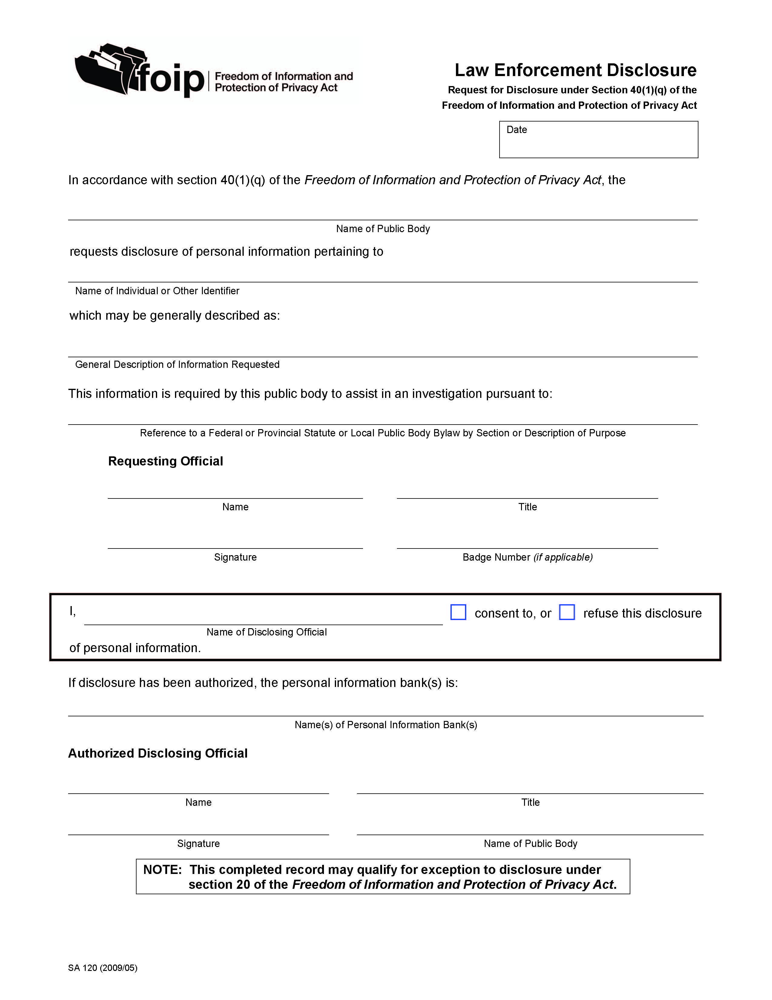 foip
Freedom of Information and
Protection of Privacy Act
Law Enforcement Disclosure
Request for Disclosure under Section 40(1)(q) of the
Freedom of Information and Protection of Privacy Act
Date
In accordance with section 40(1)(q) of the Freedom of Information and Protection of Privacy Act, the
Name of Public Body
requests disclosure of personal information pertaining to
Name of Individual or Other Identifier
which may be generally described as:
General Description of Information Requested
This information is required by this public body to assist in an investigation pursuant to:
Reference to a Federal or Provincial Statute or Local Public Body Bylaw by Section or Description of Purpose
Requesting Official
Name Title
Signature Badge Number (if applicable)
I, consent to, or refuse this disclosure
Name of Disclosing Official
of personal information.
If disclosure has been authorized, the personal information bank(s) is:
Name(s) of Personal Information Bank(s)
Authorized Disclosing Official
Name Title
Signature Name of Public Body
NOTE: This completed record may qualify for exception to disclosure under
section 20 of the Freedom of Information and Protection of Privacy Act.
SA 120 (2009/05)